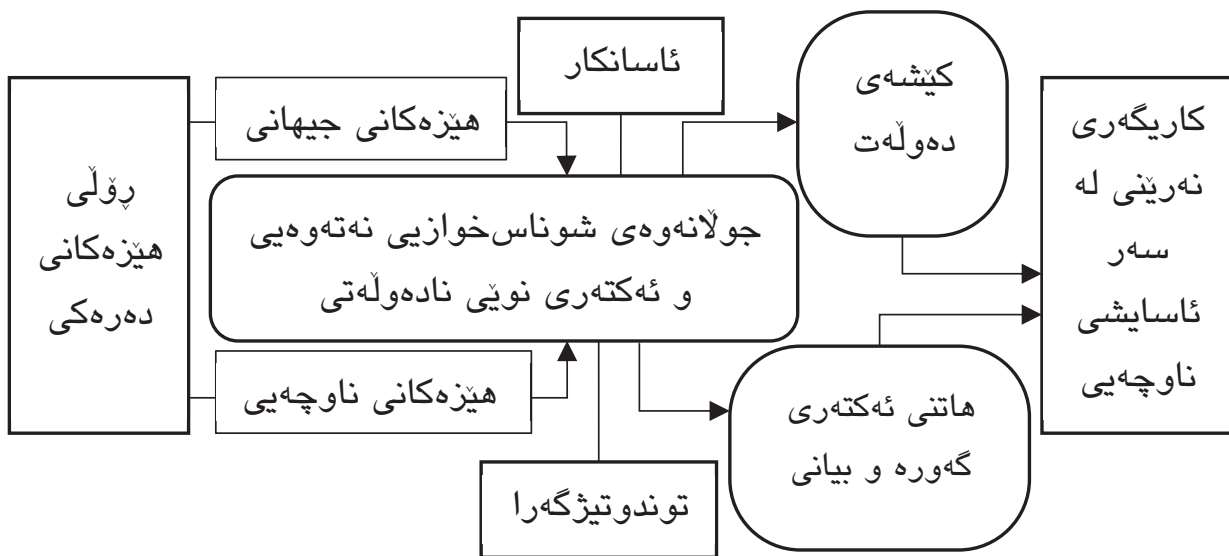 ئاسانکار
کێشەی
دەوڵەت
کاریگەری
نەرێنی لە
سەر
ئاسایشی
ناوچەیی
هێزەکانی جیهانی
ڕۆڵی
هێزەکانی
دەرەکی
جوڵانەوەی شوناسخوازیی نەتەوەیی
و ئەکتەری نوێی نادەوڵەتی
هێزەکانی ناوچەیی
هاتنی ئەکتەری
گەورە و بیانی
توندوتیژگەرا